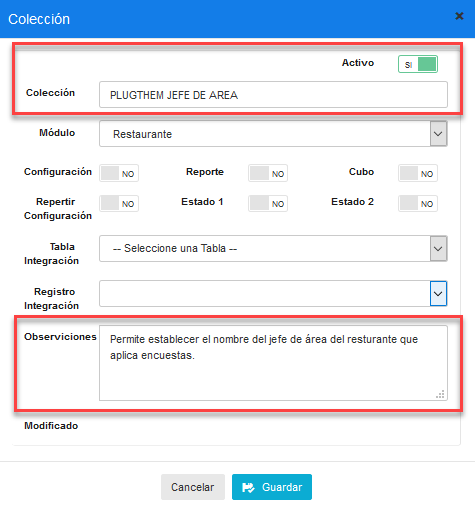 Colección
Activo SI
Colección PLUGTHEM JEFE DE AREA
Módulo Restaurante
Configuración NO Reporte NO Cubo NO
Repertir Configuración NO Estado 1 NO Estado 2 NO
Tabla Integración -- Seleccione una Tabla --
Registro Integración
Observiciones Permite establecer el nombre del jefe de área del resturante que
aplica encuestas.
Modificado
Cancelar Guardar